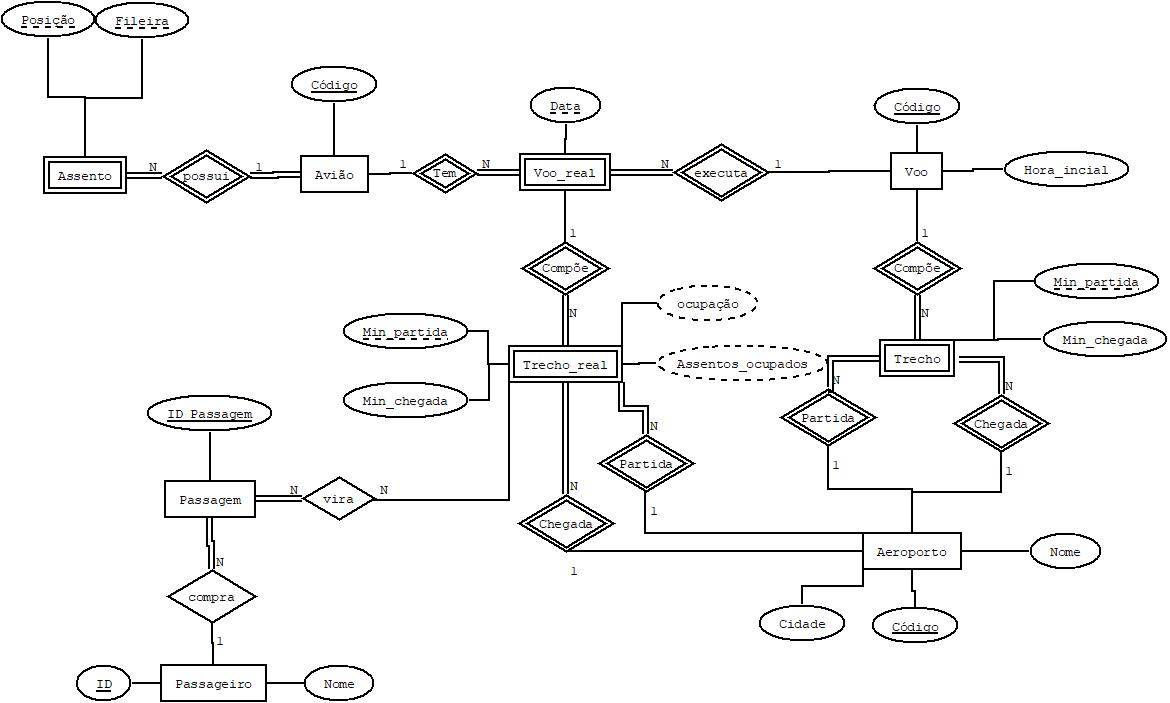 Posição
Fileira
Código
Data
Código
Assento
N
possui
1
Avião
1
Tem
N
Voo_real
N
executa
1
Voo
Hora_incial
1
Compõe
N
1
Compõe
N
Min_partida
Min_chegada
ocupação
Min_partida
Trecho_real
Assentos_ocupados
Trecho
Min_chegada
N
Partida
1
N
Chegada
1
ID Passagem
N
Partida
1
Passagem
N
vira
N
N
Chegada
1
Aeroporto
Nome
N
compra
1
Cidade
Código
ID
Passageiro
Nome